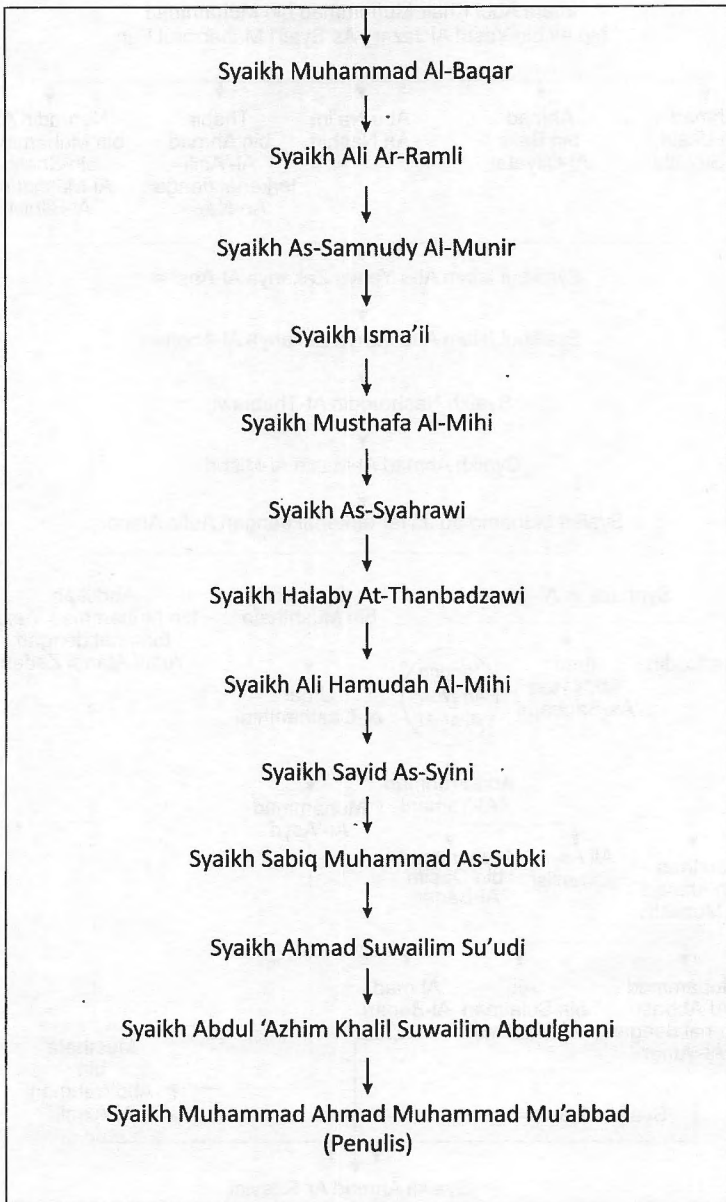 Syaikh Muhammad Al-Baqar
Syaikh Ali Ar-Ramli
Syaikh As-Samnudy Al-Munir
Syaikh Isma'il
Syaikh Musthafa Al-Mihi
Syaikh As-Syahrawi
Syaikh Halaby At-Thanbadzawi
Syaikh Ali Hamudah Al-Mihi
Syaikh Sayid As-Syini
Syaikh Sabiq Muhammad As-Subki
Syaikh Ahmad Suwailim Su'udi
Syaikh Abdul 'Azhim Khalil Suwailim Abdulghani
Syaikh Muhammad Ahmad Muhammad Mu'abbad
(Penulis)